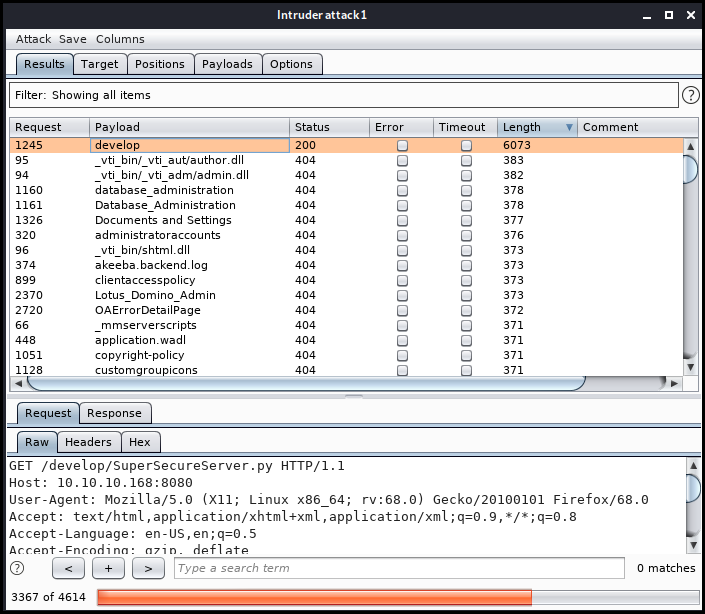 Intruder attack1
Attack Save Columns
Results Target Positions Payloads Options
Filter: Showing all items ?
Request Payload Status Error Timeout Length Comment
1245 develop 200 6073
95 _vti_bin/_vti_aut/author.dll 404 383
94 _vti_bin/_vti_adm/admin.dll 404 382
1160 database_administration 404 378
1161 Database_Administration 404 378
1326 Documents and Settings 404 377
320 administratoraccounts 404 376
96 _vti_bin/shtml.dll 404 373
374 akeeba.backend.log 404 373
899 clientaccesspolicy 404 373
2370 Lotus_Domino_Admin 404 373
2720 OAErrorDetailPage 404 372
66 _mmserverscripts 404 371
448 application.wadl 404 371
1051 copyright-policy 404 371
1128 customgroupicons 404 371
Request Response
Raw Headers Hex
GET /develop/SuperSecureServer.py HTTP/1.1
Host: 10.10.10.168:8080
User-Agent: Mozilla/5.0 (X11; Linux x86_64; rv:68.0) Gecko/20100101 Firefox/68.0
Accept: text/html,application/xhtml+xml,application/xml;q=0.9,*/*;q=0.8
Accept-Language: en-US,en;q=0.5
Accept-Encoding: gzip, deflate
? < + > Type a search term 0 matches
3367 of 4614